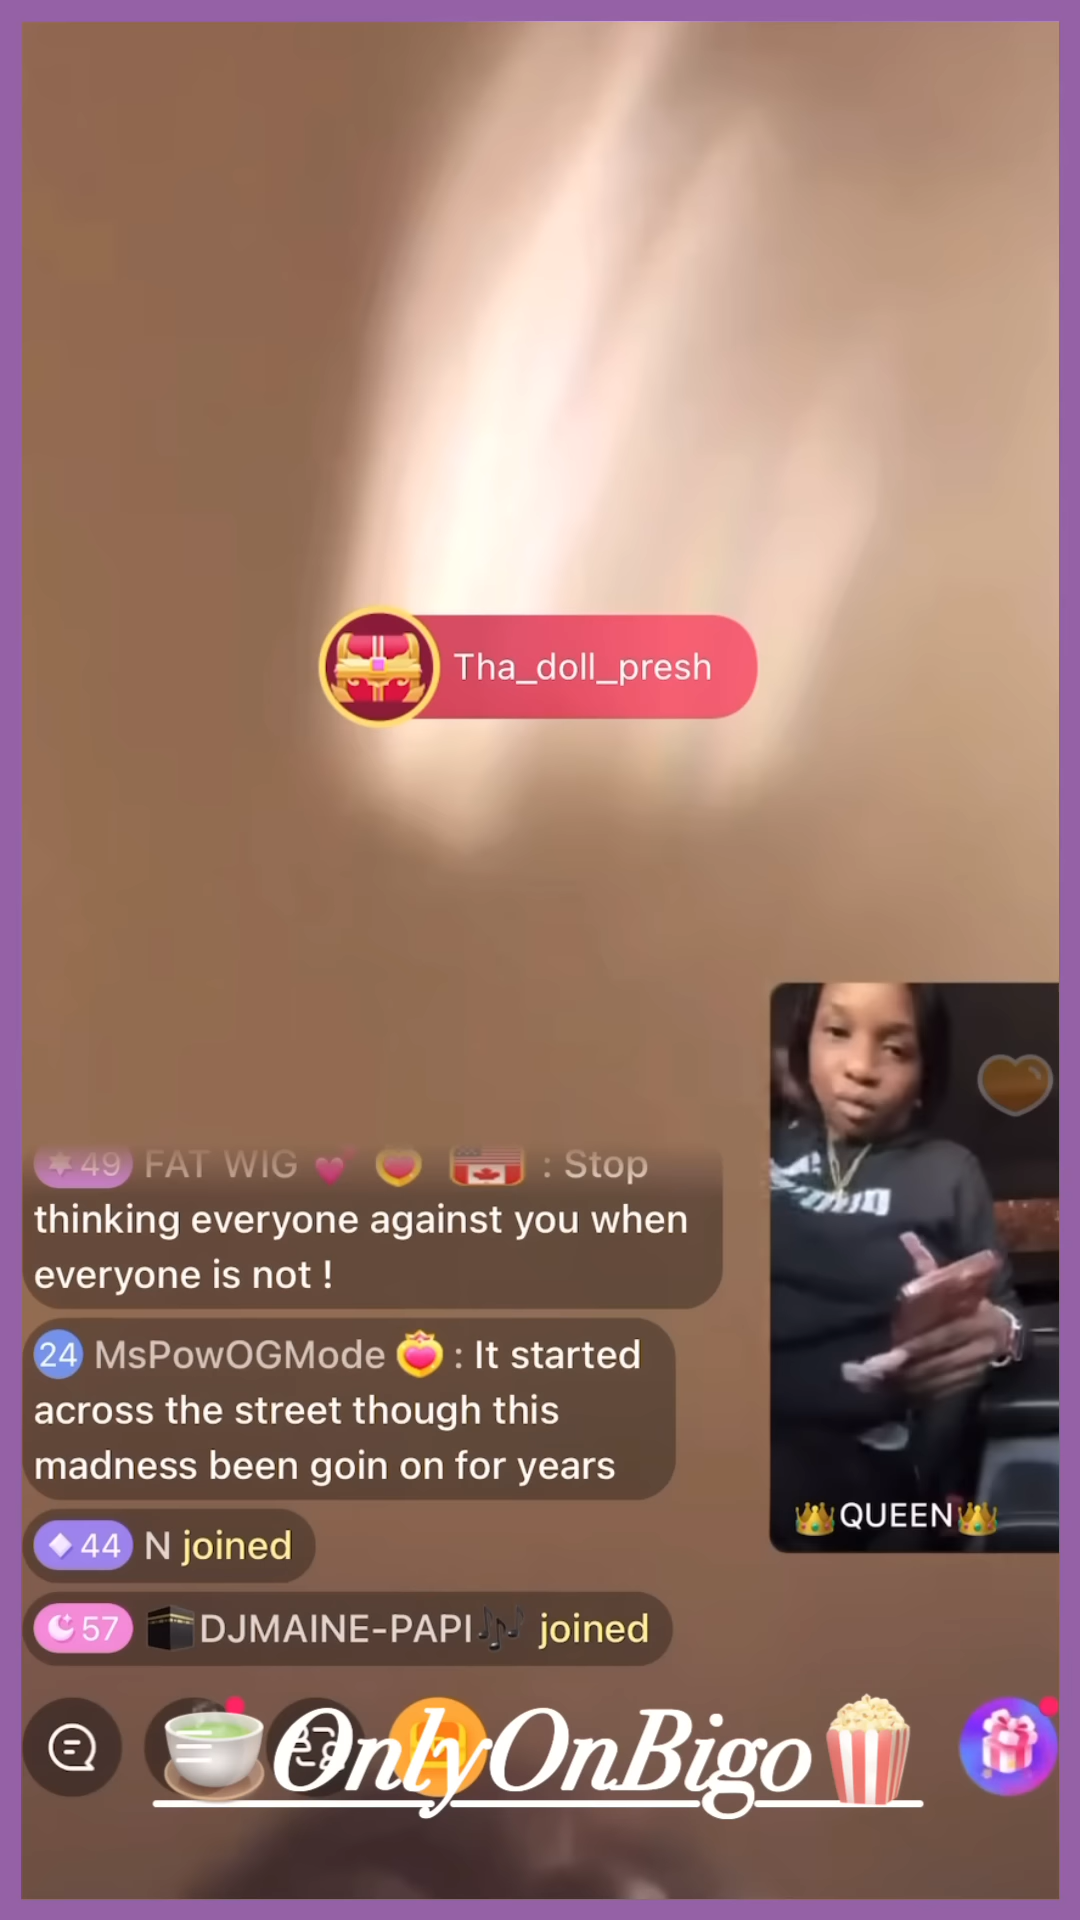 Tha_doll_presh
49 FAT WIG 💕 : Stop
thinking everyone against you when
everyone is not !
24 MsPowOGMode : It started
across the street though this
madness been goin on for years
44 N joined
57 🕋DJMAINE-PAPI🎶 joined
👑QUEEN👑
🍵OnlyOnBigo🍿